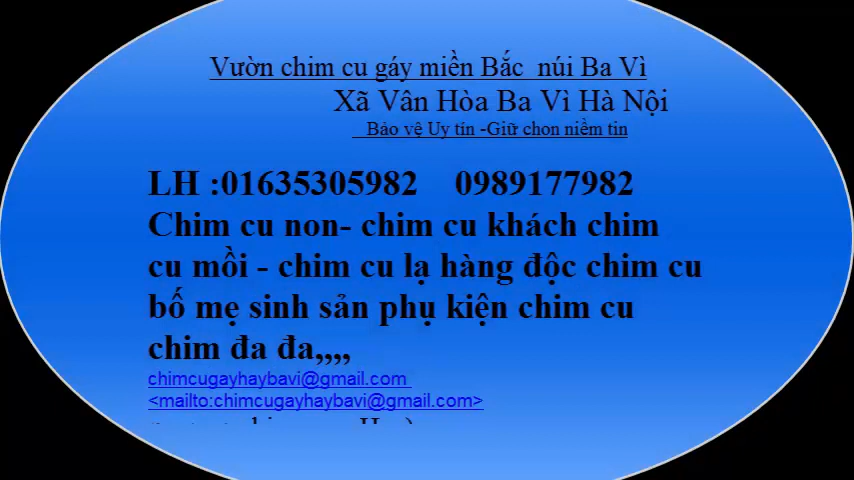 Vườn chim cu gáy miền Bắc núi Ba Vì
Xã Vân Hòa Ba Vì Hà Nội
Bảo vệ Uy tín -Giữ chon niềm tin
LH :01635305982 0989177982
Chim cu non- chim cu khách chim
cu mồi - chim cu lạ hàng độc chim cu
bố mẹ sinh sản phụ kiện chim cu
chim đa đa,,,,
chimcugayhaybavi@gmail.com
<mailto:chimcugayhaybavi@gmail.com>